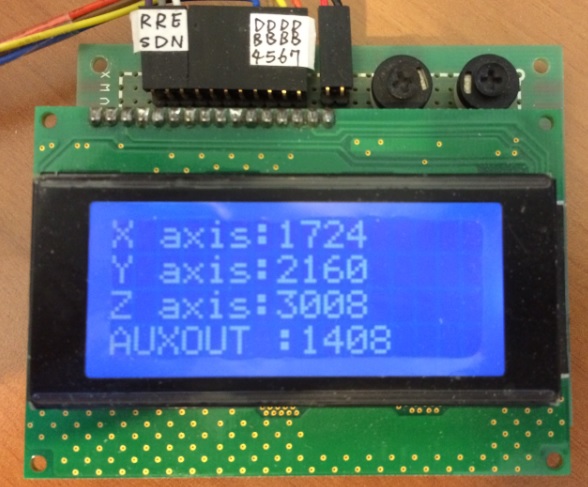 RRE
SDN
DDDD
BBBB
4567
X axis:1724
Y axis:2160
Z axis:3008
AUXOUT :1408